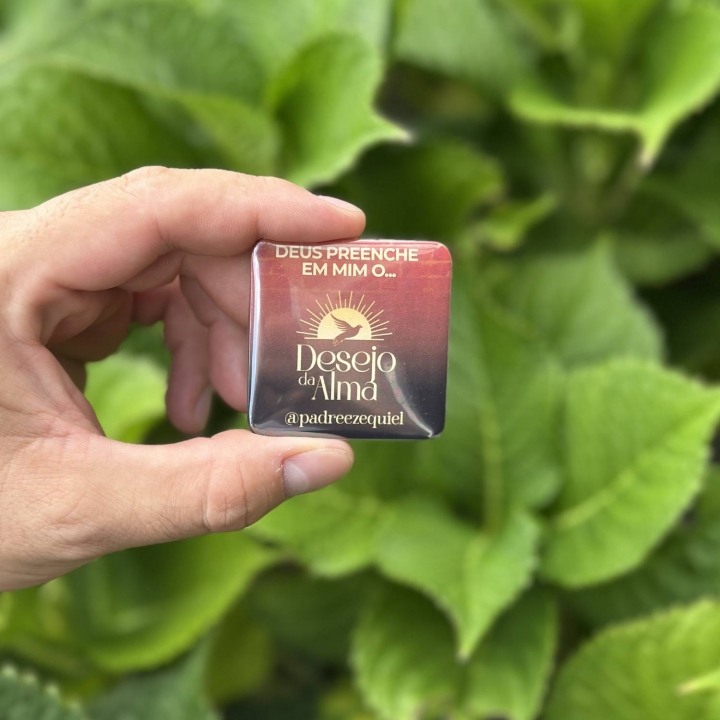 DEUS PREENCHE
EM MIM O...
Desejo
da Alma
@padreezequiel